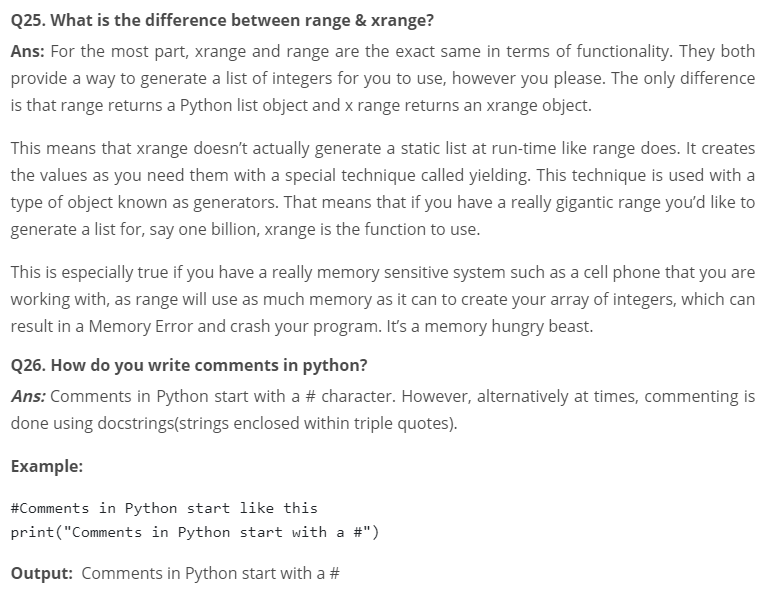 Q25. What is the difference between range & xrange?
Ans: For the most part, xrange and range are the exact same in terms of functionality. They both
provide a way to generate a list of integers for you to use, however you please. The only difference
is that range returns a Python list object and x range returns an xrange object.
This means that xrange doesn’t actually generate a static list at run-time like range does. It creates
the values as you need them with a special technique called yielding. This technique is used with a
type of object known as generators. That means that if you have a really gigantic range you’d like to
generate a list for, say one billion, xrange is the function to use.
This is especially true if you have a really memory sensitive system such as a cell phone that you are
working with, as range will use as much memory as it can to create your array of integers, which can
result in a Memory Error and crash your program. It’s a memory hungry beast.
Q26. How do you write comments in python?
Ans: Comments in Python start with a # character. However, alternatively at times, commenting is
done using docstrings(strings enclosed within triple quotes).
Example:
#Comments in Python start like this
print("Comments in Python start with a #")
Output:  Comments in Python start with a #